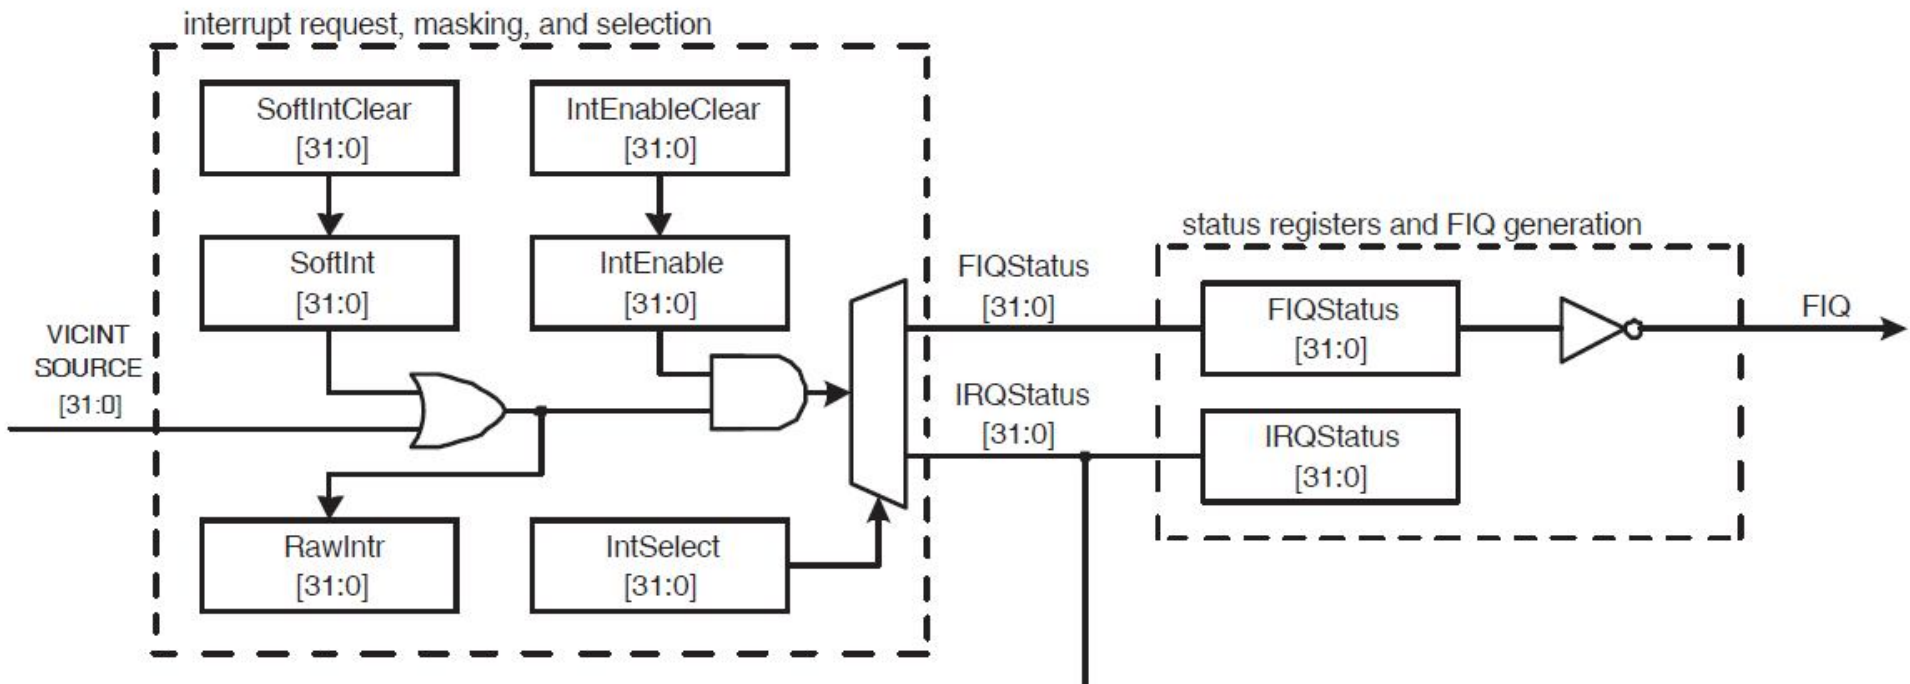 interrupt request, masking, and selection
SoftIntClear
[31:0]
IntEnableClear
[31:0]
SoftInt
[31:0]
IntEnable
[31:0]
VICINT
SOURCE
[31:0]
RawIntr
[31:0]
IntSelect
[31:0]
FIQStatus
[31:0]
IRQStatus
[31:0]
status registers and FIQ generation
FIQStatus
[31:0]
IRQStatus
[31:0]
FIQ